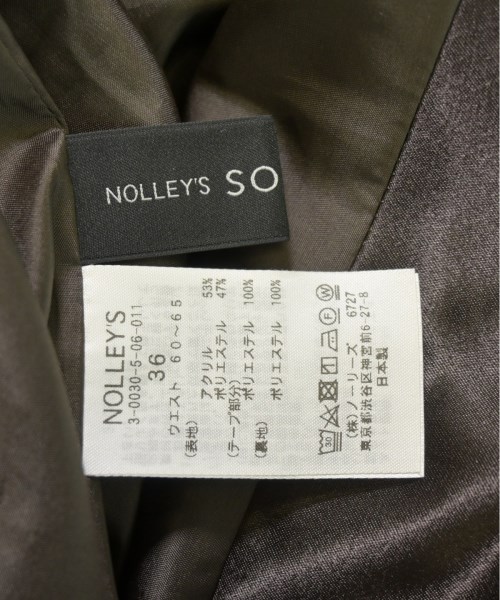 NOLLEY'S SO
NOLLEY'S
3-0030-5-06-011
36
ウエスト 60～65
(表地)
アクリル 53%
ポリエステル 47%
(テープ部分)
ポリエステル 100%
(裏地)
ポリエステル 100%
30
F W
(株)ノーリーズ 6727
東京都渋谷区神宮前6-27-8
日本製